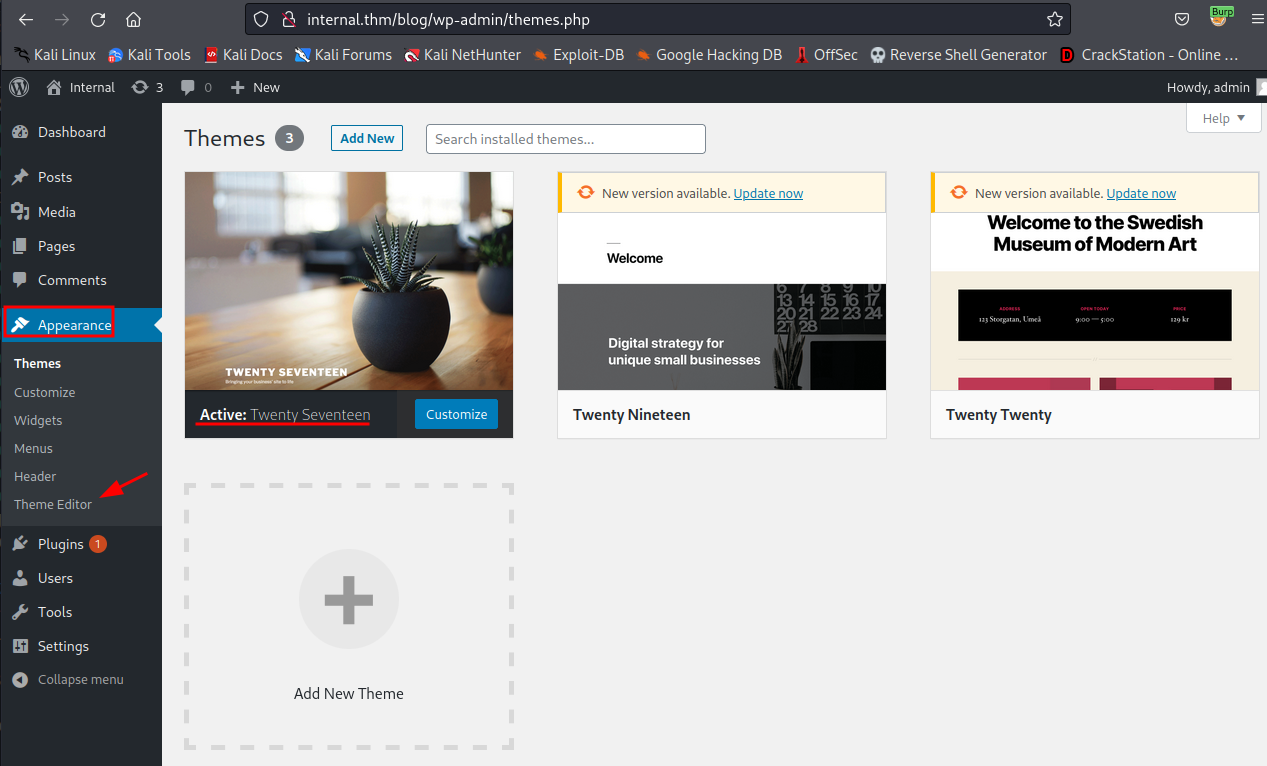 internal.thm/blog/wp-admin/themes.php
Burp
Kali Linux Kali Tools Kali Docs Kali Forums Kali NetHunter Exploit-DB Google Hacking DB OffSec Reverse Shell Generator CrackStation - Online …
Internal 3 0 New Howdy, admin
Help
Dashboard
Posts
Media
Pages
Comments
Appearance
Themes
Customize
Widgets
Menus
Header
Theme Editor
Plugins 1
Users
Tools
Settings
Collapse menu
Themes 3 Add New Search installed themes...
TWENTY SEVENTEEN
Bringing your business' site to life
Active: Twenty Seventeen Customize
New version available. Update now
Welcome
6 7 8 9 10
13 14 15 16 17
20 21 22 23 24
27 28
Digital strategy for
unique small businesses
Twenty Nineteen
New version available. Update now
Welcome to the Swedish
Museum of Modern Art
ADDRESS OPEN TODAY PRICE
123 Storgatan, Umeå 9:00 — 5:00 129 kr
Twenty Twenty
Add New Theme